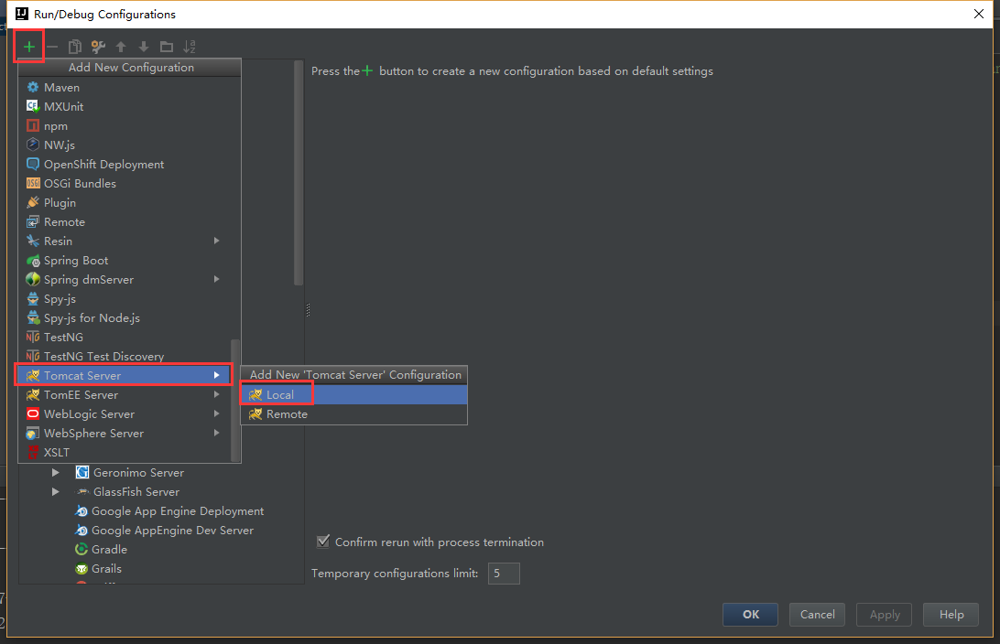 Run/Debug Configurations
Add New Configuration
Press the + button to create a new configuration based on default settings
Maven
MXUnit
npm
NW.js
OpenShift Deployment
OSGi Bundles
Plugin
Remote
Resin
Spring Boot
Spring dmServer
Spy-js
Spy-js for Node.js
TestNG
TestNG Test Discovery
Tomcat Server
Add New 'Tomcat Server' Configuration
TomEE Server
Local
WebLogic Server
Remote
WebSphere Server
XSLT
Geronimo Server
GlassFish Server
Google App Engine Deployment
Google AppEngine Dev Server
Gradle
Grails
Confirm rerun with process termination
Temporary configurations limit: 5
OK Cancel Apply Help